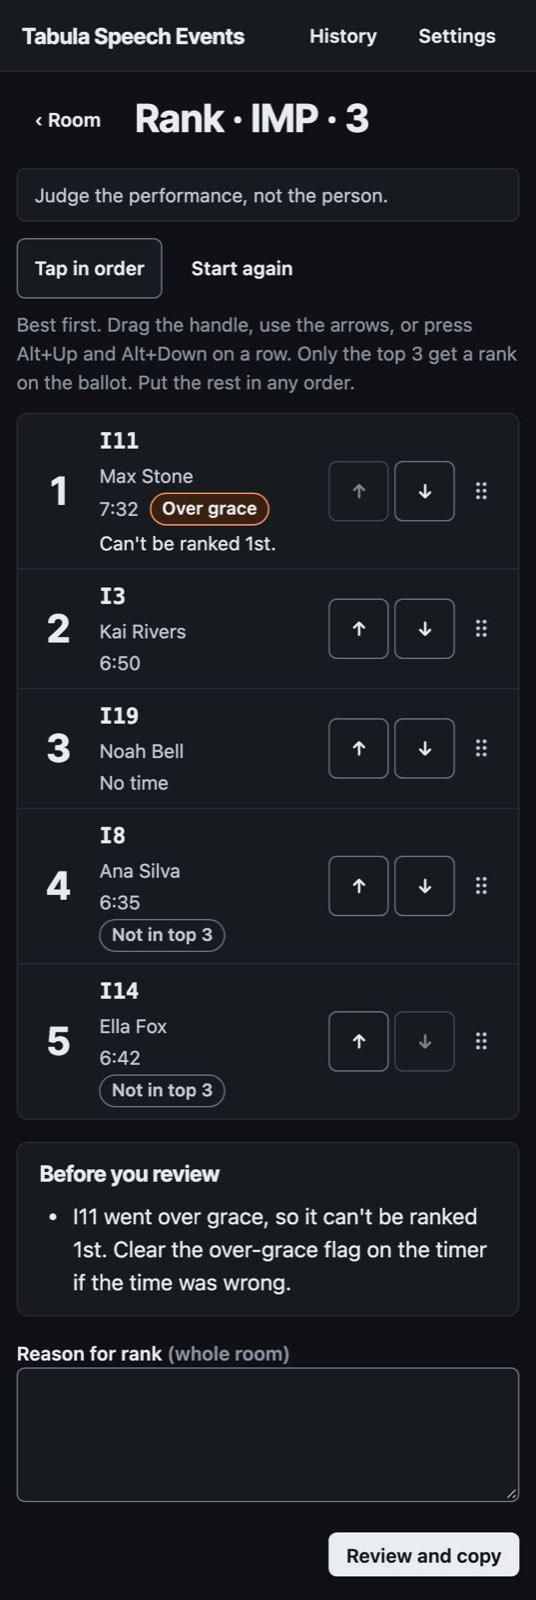 Tabula Speech Events History Settings
‹ Room Rank · IMP · 3
Judge the performance, not the person.
Tap in order Start again
Best first. Drag the handle, use the arrows, or press
Alt+Up and Alt+Down on a row. Only the top 3 get a rank
on the ballot. Put the rest in any order.
1
I11
Max Stone
7:32 Over grace
Can't be ranked 1st.
↑ ↓
2
I3
Kai Rivers
6:50
↑ ↓
3
I19
Noah Bell
No time
↑ ↓
4
I8
Ana Silva
6:35
Not in top 3
↑ ↓
5
I14
Ella Fox
6:42
Not in top 3
↑ ↓
Before you review
• I11 went over grace, so it can't be ranked
1st. Clear the over-grace flag on the timer
if the time was wrong.
Reason for rank (whole room)
Review and copy